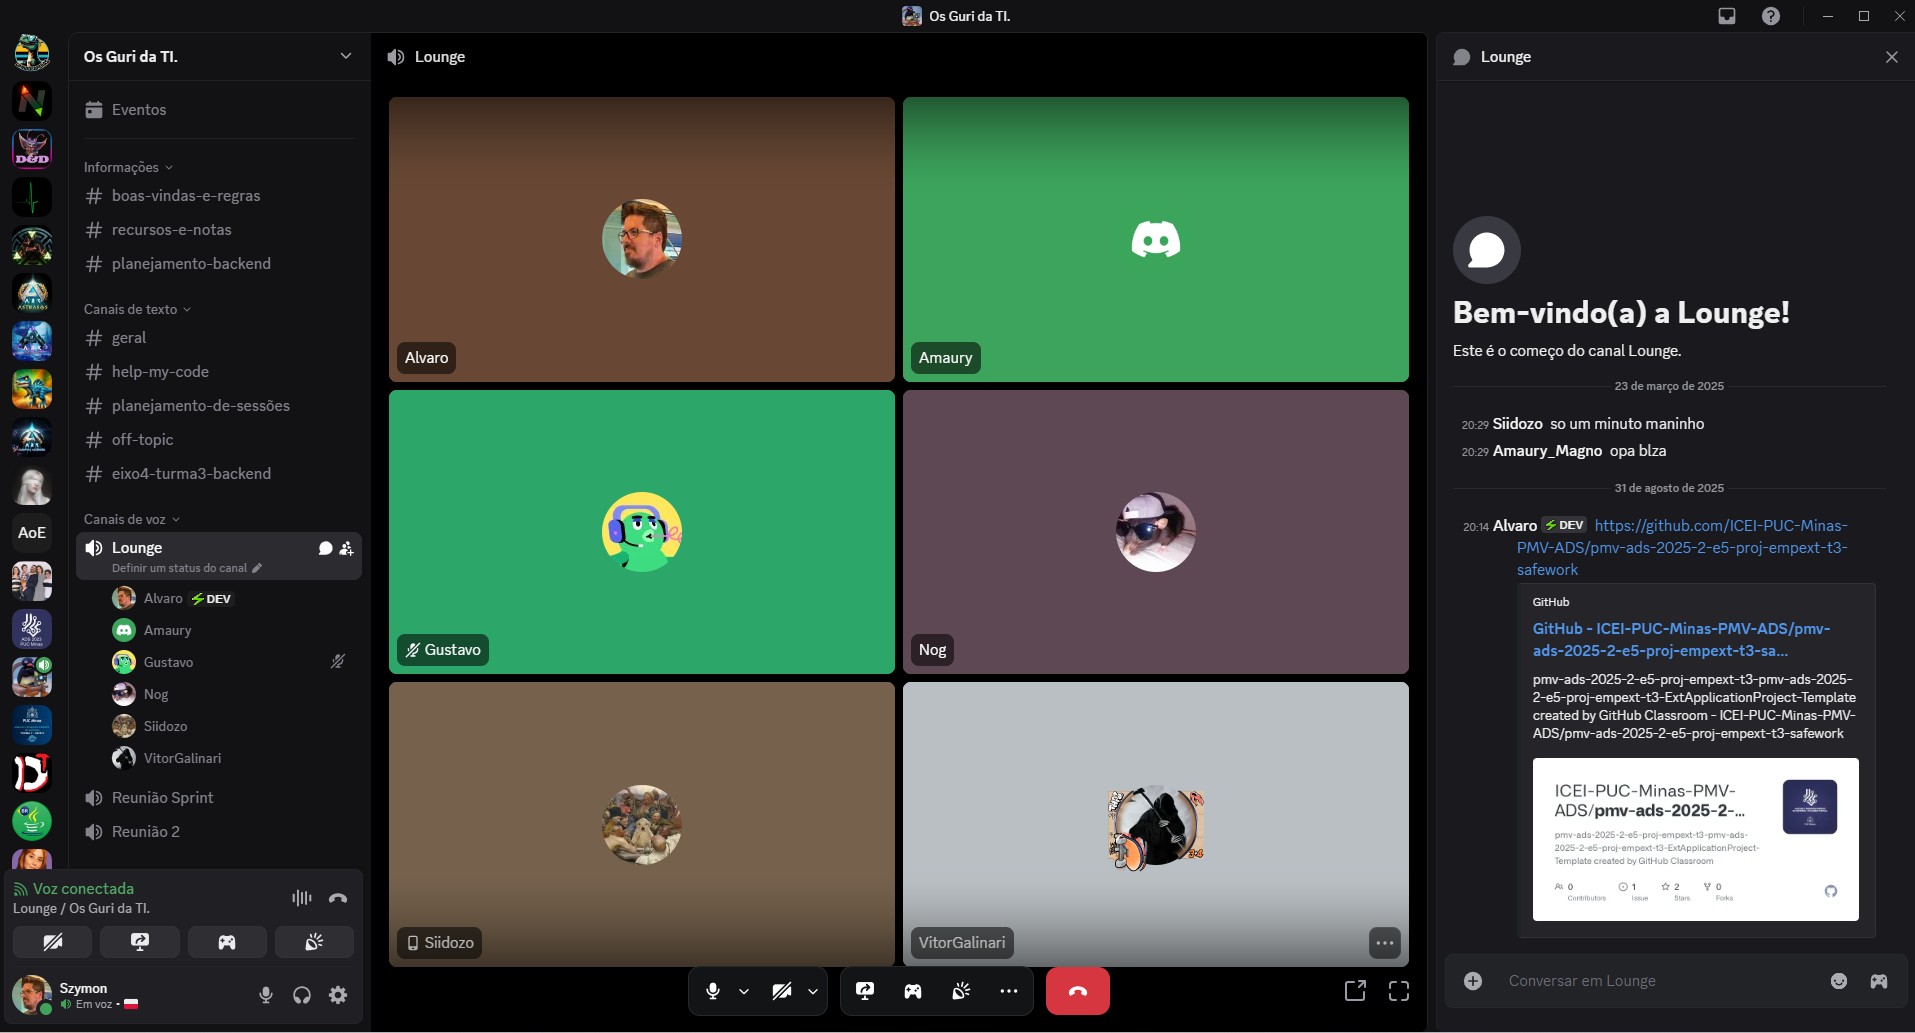 Os Guri da TI.
Os Guri da TI.
Eventos
Informações
boas-vindas-e-regras
recursos-e-notas
planejamento-backend
Canais de texto
geral
help-my-code
planejamento-de-sessões
off-topic
eixo4-turma3-backend
Canais de voz
Lounge
Definir um status do canal
Alvaro DEV
Amaury
Gustavo
Nog
Siidozo
VitorGalinari
Reunião Sprint
Reunião 2
D&D
AoE
Voz conectada
Lounge / Os Guri da TI.
Szymon
Em voz •
Lounge
Alvaro
Amaury
Gustavo
Nog
Siidozo
VitorGalinari
Lounge
Bem-vindo(a) a Lounge!
Este é o começo do canal Lounge.
23 de março de 2025
20:29 Siidozo so um minuto maninho
20:29 Amaury_Magno opa blza
31 de agosto de 2025
20:14 Alvaro DEV https://github.com/ICEI-PUC-Minas-
PMV-ADS/pmv-ads-2025-2-e5-proj-empext-t3-
safework
GitHub
GitHub - ICEI-PUC-Minas-PMV-ADS/pmv-
ads-2025-2-e5-proj-empext-t3-sa...
pmv-ads-2025-2-e5-proj-empext-t3-pmv-ads-2025-
2-e5-proj-empext-t3-ExtApplicationProject-Template
created by GitHub Classroom - ICEI-PUC-Minas-PMV-
ADS/pmv-ads-2025-2-e5-proj-empext-t3-safework
ICEI-PUC-Minas-PMV-
ADS/pmv-ads-2025-2-...
pmv-ads-2025-2-e5-proj-empext-t3-pmv-ads-
2025-2-e5-proj-empext-t3-ExtApplicationProject-
Template created by GitHub Classroom
0 1 2 0
Contributors Issue Stars Forks
Conversar em Lounge